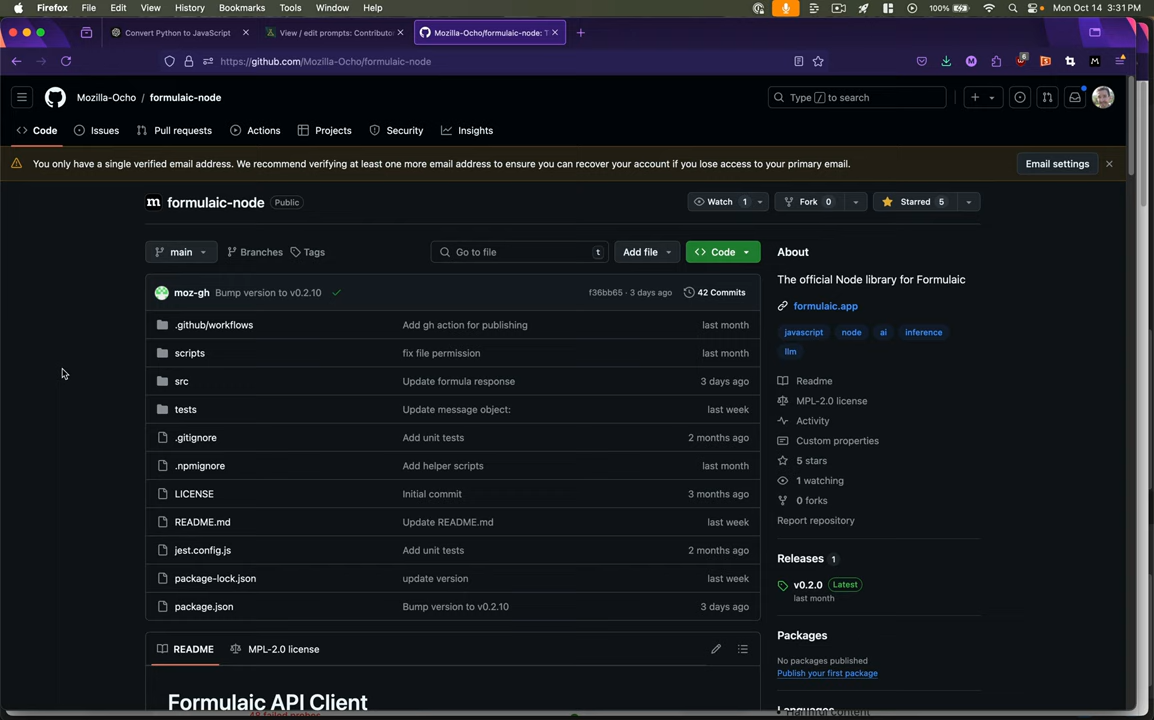 Firefox File Edit View History Bookmarks Tools Window Help
100% Mon Oct 14 3:31 PM
Convert Python to JavaScript
View / edit prompts: Contributo
Mozilla-Ocho/formulaic-node: T
https://github.com/Mozilla-Ocho/formulaic-node
6
Mozilla-Ocho / formulaic-node
Type / to search
Code Issues Pull requests Actions Projects Security Insights
You only have a single verified email address. We recommend verifying at least one more email address to ensure you can recover your account if you lose access to your primary email.
Email settings
formulaic-node Public
Watch 1 Fork 0 Starred 5
main Branches Tags Go to file t Add file Code
moz-gh Bump version to v0.2.10 f36bb65 · 3 days ago 42 Commits
.github/workflows Add gh action for publishing last month
scripts fix file permission last month
src Update formula response 3 days ago
tests Update message object: last week
.gitignore Add unit tests 2 months ago
.npmignore Add helper scripts last month
LICENSE Initial commit 3 months ago
README.md Update README.md last week
jest.config.js Add unit tests 2 months ago
package-lock.json update version last week
package.json Bump version to v0.2.10 3 days ago
README MPL-2.0 license
Formulaic API Client
About
The official Node library for Formulaic
formulaic.app
javascript node ai inference
llm
Readme
MPL-2.0 license
Activity
Custom properties
5 stars
1 watching
0 forks
Report repository
Releases 1
v0.2.0 Latest
last month
Packages
No packages published
Publish your first package
Languages